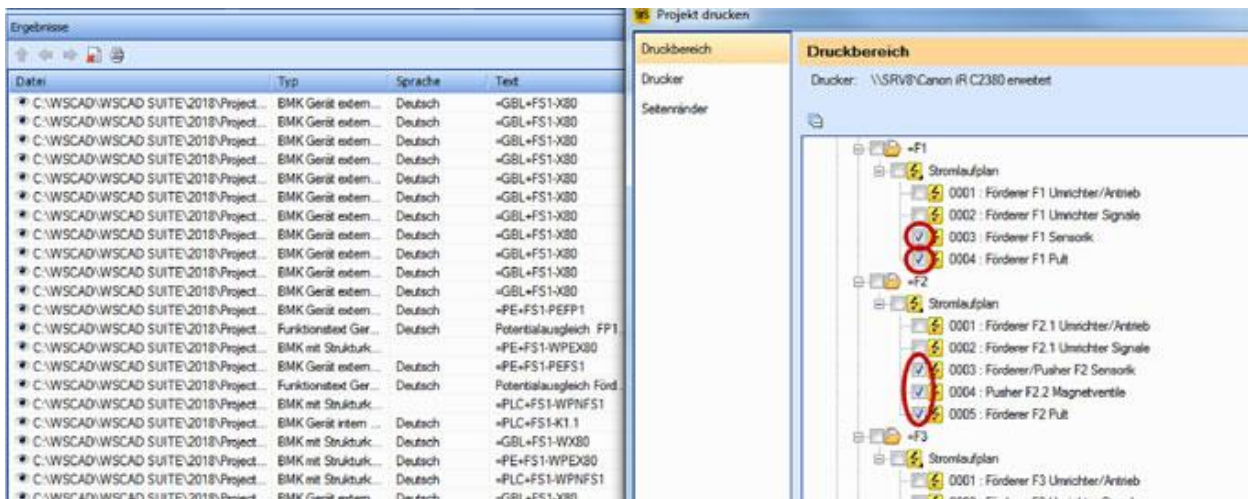 Ergebnisse
Datei Typ Sprache Text
C:\WSCAD\WSCAD SUITE\2018\Project... BMK Gerät extern... Deutsch =GBL+FS1-X80
C:\WSCAD\WSCAD SUITE\2018\Project... BMK Gerät extern... Deutsch =GBL+FS1-X80
C:\WSCAD\WSCAD SUITE\2018\Project... BMK Gerät extern... Deutsch =GBL+FS1-X80
C:\WSCAD\WSCAD SUITE\2018\Project... BMK Gerät extern... Deutsch =GBL+FS1-X80
C:\WSCAD\WSCAD SUITE\2018\Project... BMK Gerät extern... Deutsch =GBL+FS1-X80
C:\WSCAD\WSCAD SUITE\2018\Project... BMK Gerät extern... Deutsch =GBL+FS1-X80
C:\WSCAD\WSCAD SUITE\2018\Project... BMK Gerät extern... Deutsch =GBL+FS1-X80
C:\WSCAD\WSCAD SUITE\2018\Project... BMK Gerät extern... Deutsch =GBL+FS1-X80
C:\WSCAD\WSCAD SUITE\2018\Project... BMK Gerät extern... Deutsch =GBL+FS1-X80
C:\WSCAD\WSCAD SUITE\2018\Project... BMK Gerät extern... Deutsch =GBL+FS1-X80
C:\WSCAD\WSCAD SUITE\2018\Project... BMK Gerät extern... Deutsch =GBL+FS1-X80
C:\WSCAD\WSCAD SUITE\2018\Project... BMK Gerät extern... Deutsch =PE+FS1-PEFP1
C:\WSCAD\WSCAD SUITE\2018\Project... Funktionstext Ger... Deutsch Potentialausgleich FP1...
C:\WSCAD\WSCAD SUITE\2018\Project... BMK mit Strukturk... =PE+FS1-WPEX80
C:\WSCAD\WSCAD SUITE\2018\Project... BMK Gerät extern... Deutsch =PE+FS1-PEFS1
C:\WSCAD\WSCAD SUITE\2018\Project... Funktionstext Ger... Deutsch Potentialausgleich Förd...
C:\WSCAD\WSCAD SUITE\2018\Project... BMK mit Strukturk... =PLC+FS1-WPNFS1
C:\WSCAD\WSCAD SUITE\2018\Project... BMK Gerät intern ... Deutsch =PLC+FS1-K1.1
C:\WSCAD\WSCAD SUITE\2018\Project... BMK mit Strukturk... Deutsch =GBL+FS1-WX80
C:\WSCAD\WSCAD SUITE\2018\Project... BMK mit Strukturk... Deutsch =PE+FS1-WPEX80
C:\WSCAD\WSCAD SUITE\2018\Project... BMK mit Strukturk... Deutsch =PLC+FS1-WPNFS1
C:\WSCAD\WSCAD SUITE\2018\Project... BMK Gerät extern... Deutsch =GBL+FS1-X80
WS Projekt drucken
Druckbereich
Drucker
Seitenränder
Druckbereich
Drucker: \\SRV8\Canon iR C2380 erweitert
=F1
Stromlaufplan
0001 : Förderer F1 Umrichter/Antrieb
0002 : Förderer F1 Umrichter Signale
0003 : Förderer F1 Sensorik
0004 : Förderer F1 Pult
=F2
Stromlaufplan
0001 : Förderer F2.1 Umrichter/Antrieb
0002 : Förderer F2.1 Umrichter Signale
0003 : Förderer/Pusher F2 Sensorik
0004 : Pusher F2.2 Magnetventile
0005 : Förderer F2 Pult
=F3
Stromlaufplan
0001 : Förderer F3 Umrichter/Antrieb